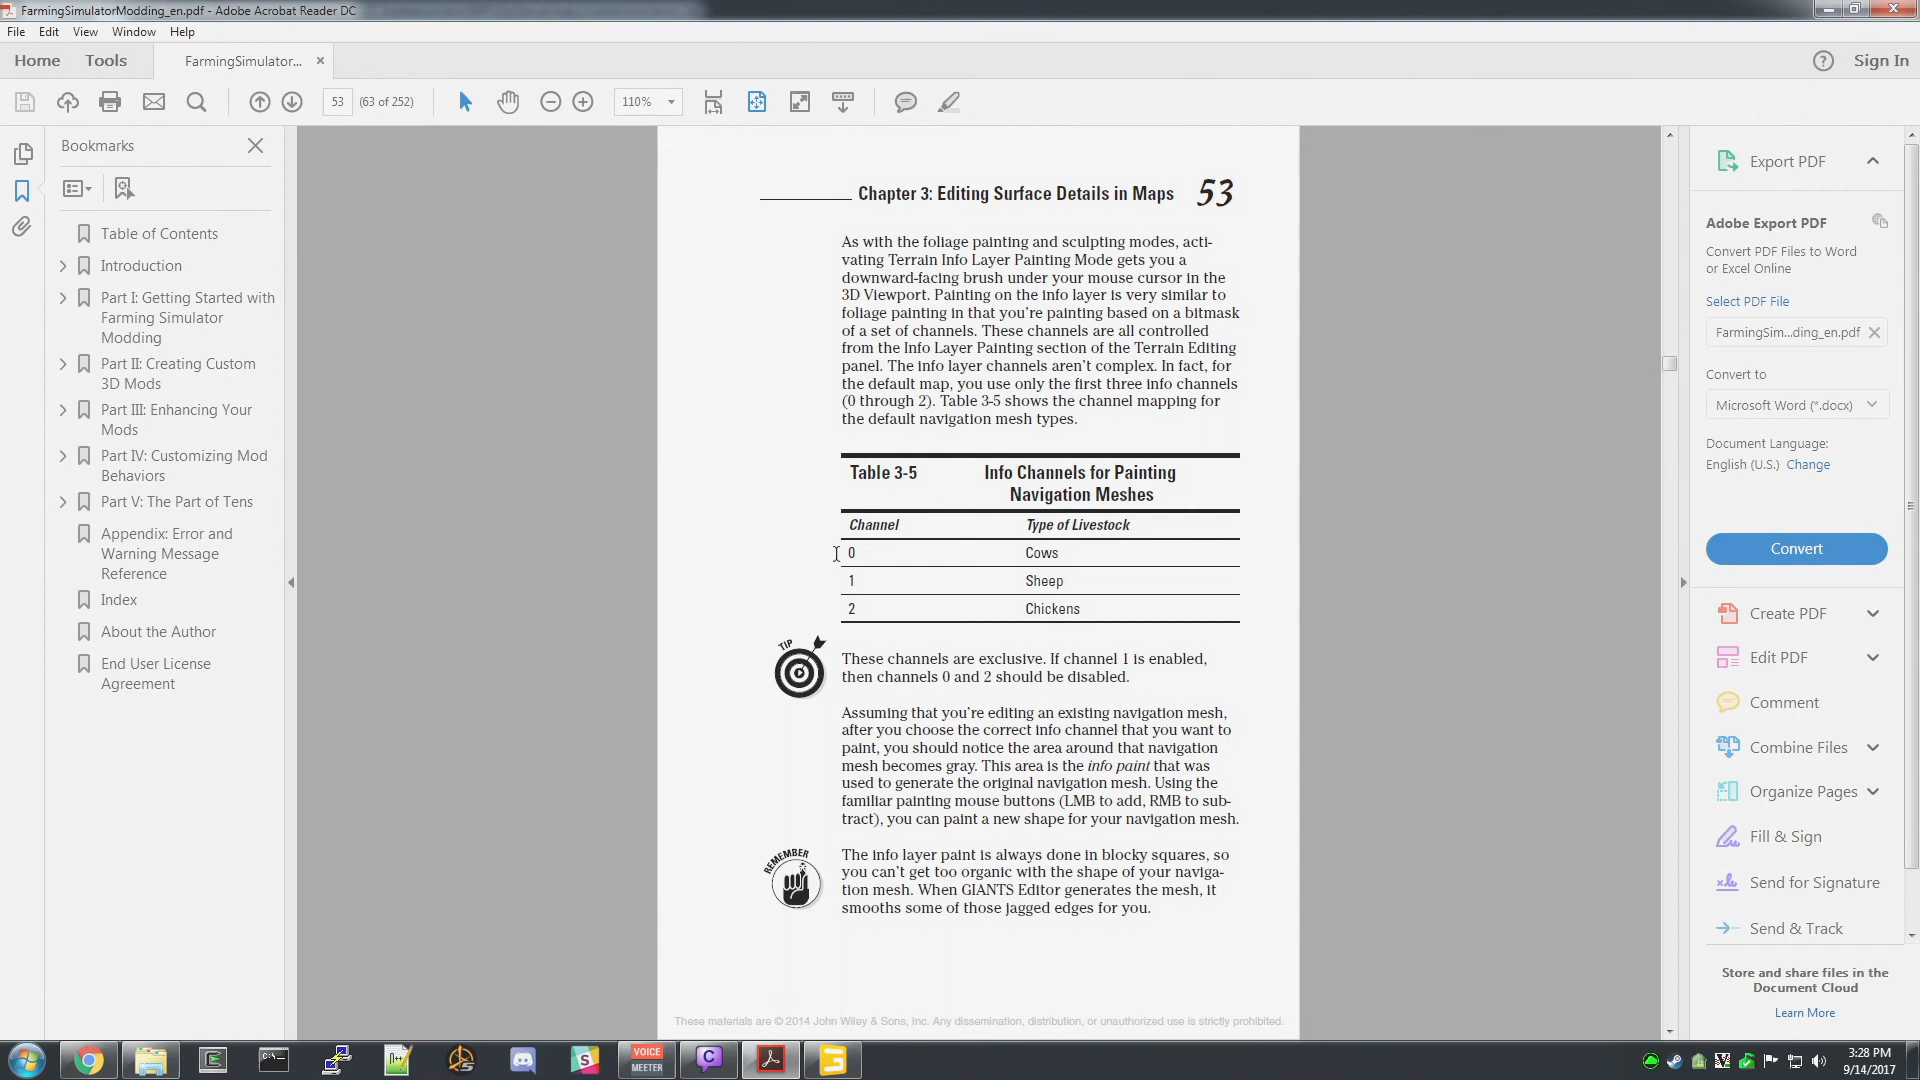 FarmingSimulatorModding_en.pdf - Adobe Acrobat Reader DC
File Edit View Window Help
Home Tools FarmingSimulator... × Sign In
53 (63 of 252) 110%
Bookmarks
Table of Contents
Introduction
Part I: Getting Started with
Farming Simulator
Modding
Part II: Creating Custom
3D Mods
Part III: Enhancing Your
Mods
Part IV: Customizing Mod
Behaviors
Part V: The Part of Tens
Appendix: Error and
Warning Message
Reference
Index
About the Author
End User License
Agreement
Chapter 3: Editing Surface Details in Maps 53
As with the foliage painting and sculpting modes, acti-
vating Terrain Info Layer Painting Mode gets you a
downward-facing brush under your mouse cursor in the
3D Viewport. Painting on the info layer is very similar to
foliage painting in that you're painting based on a bitmask
of a set of channels. These channels are all controlled
from the Info Layer Painting section of the Terrain Editing
panel. The info layer channels aren't complex. In fact, for
the default map, you use only the first three info channels
(0 through 2). Table 3-5 shows the channel mapping for
the default navigation mesh types.
Table 3-5 Info Channels for Painting
Navigation Meshes
Channel Type of Livestock
0 Cows
1 Sheep
2 Chickens
TIP
These channels are exclusive. If channel 1 is enabled,
then channels 0 and 2 should be disabled.
Assuming that you're editing an existing navigation mesh,
after you choose the correct info channel that you want to
paint, you should notice the area around that navigation
mesh becomes gray. This area is the info paint that was
used to generate the original navigation mesh. Using the
familiar painting mouse buttons (LMB to add, RMB to sub-
tract), you can paint a new shape for your navigation mesh.
REMEMBER
The info layer paint is always done in blocky squares, so
you can't get too organic with the shape of your naviga-
tion mesh. When GIANTS Editor generates the mesh, it
smooths some of those jagged edges for you.
These materials are © 2014 John Wiley & Sons, Inc. Any dissemination, distribution, or unauthorized use is strictly prohibited.
Export PDF
Adobe Export PDF
Convert PDF Files to Word
or Excel Online
Select PDF File
FarmingSim...ding_en.pdf
Convert to
Microsoft Word (*.docx)
Document Language:
English (U.S.) Change
Convert
Create PDF
Edit PDF
Comment
Combine Files
Organize Pages
Fill & Sign
Send for Signature
Send & Track
Store and share files in the
Document Cloud
Learn More
VOICE
MEETER
3:28 PM
9/14/2017